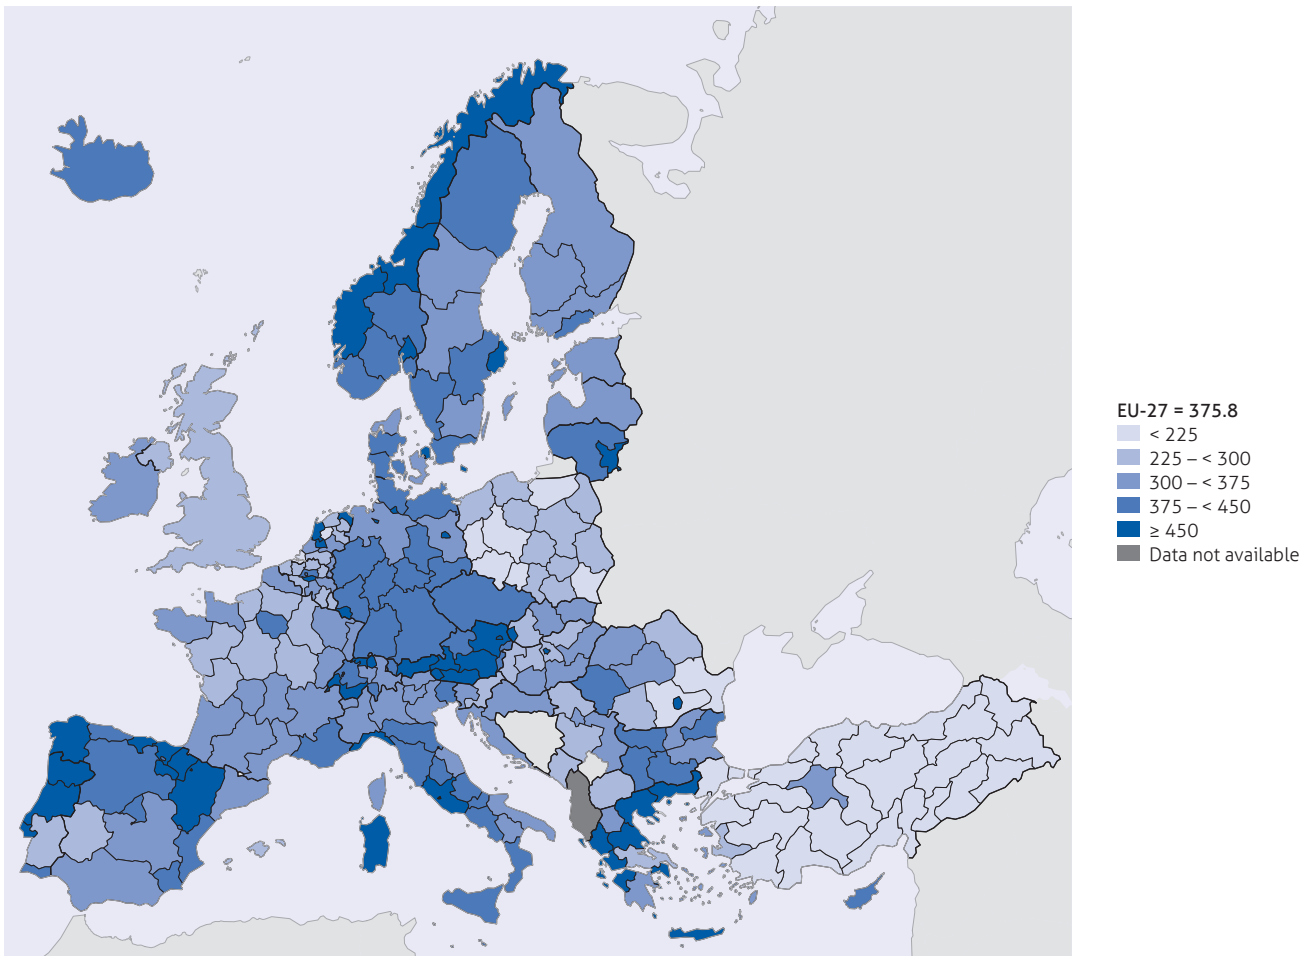 EU-27 = 375.8
< 225
225 – < 300
300 – < 375
375 – < 450
≥ 450
Data not available